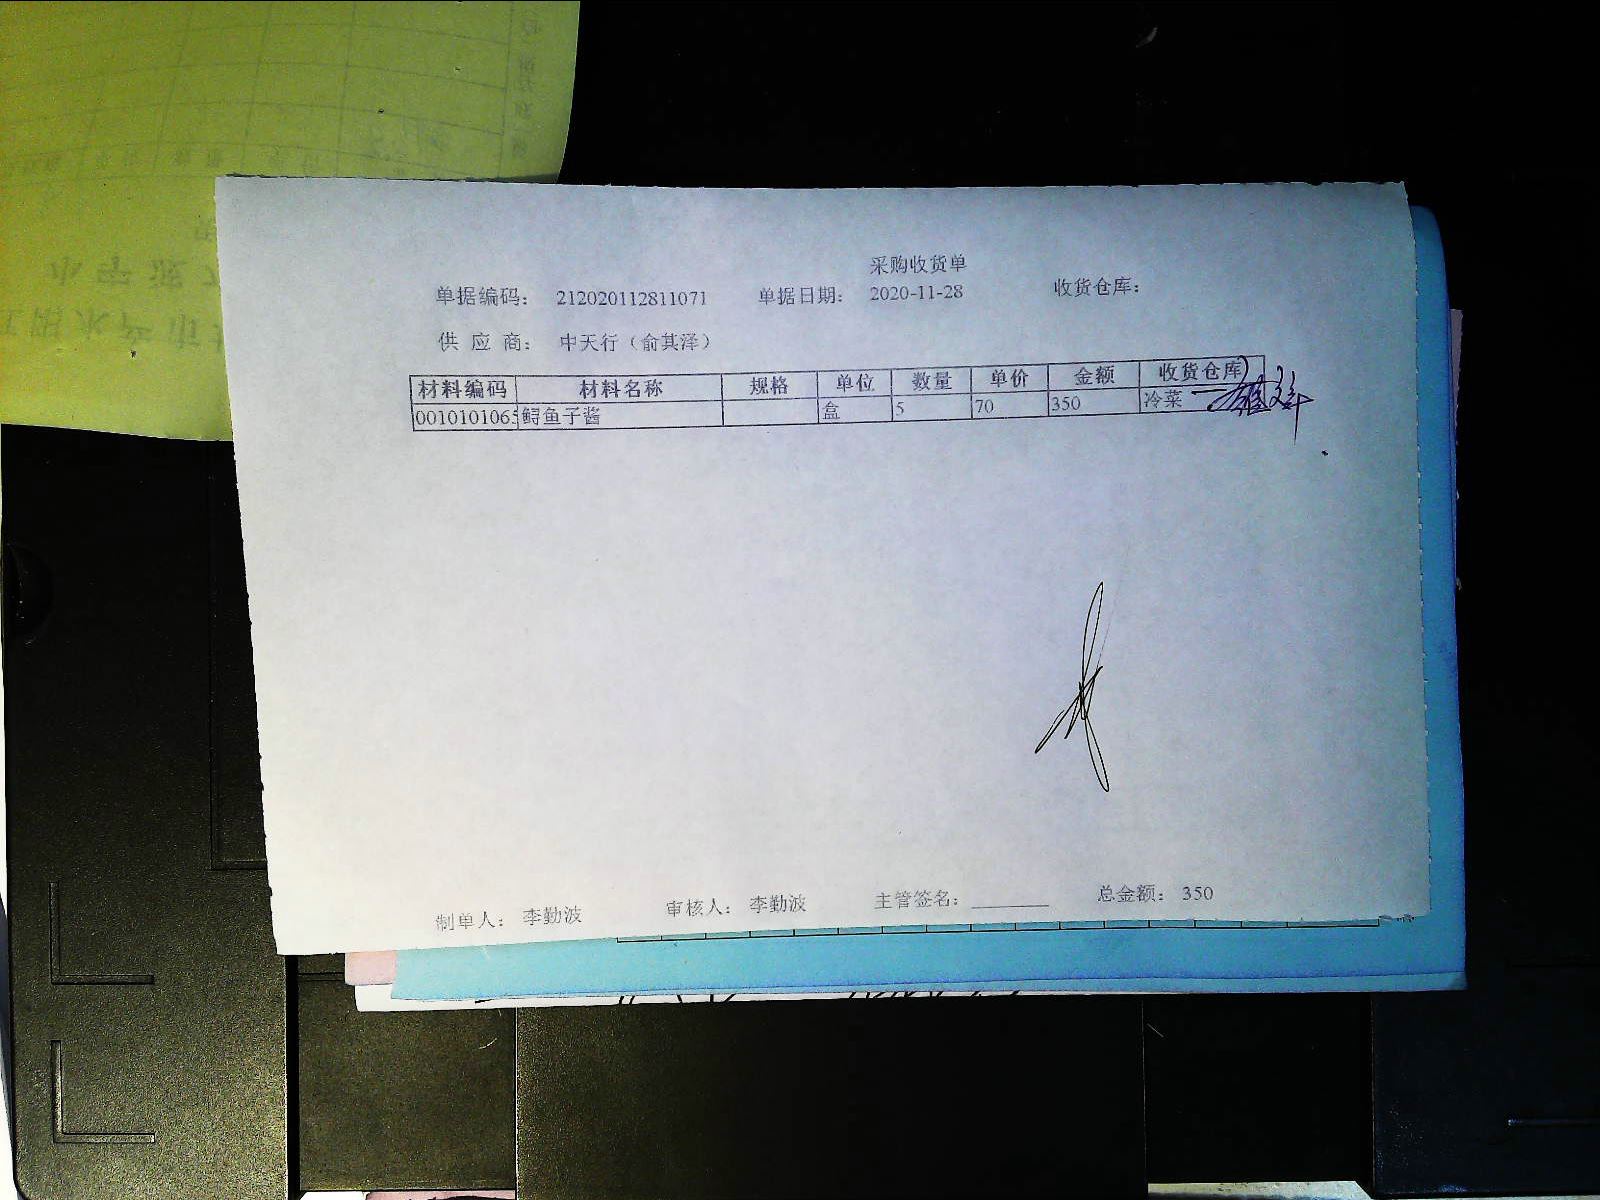 采购收货单
单据编码： 212020112811071 单据日期： 2020-11-28 收货仓库：
供 应 商： 中天行（俞其泽）
材料编码 材料名称 规格 单位 数量 单价 金额 收货仓库
0010101065 鲟鱼子酱 盒 5 70 350 冷菜
制单人： 李勤波 审核人： 李勤波 主管签名： 总金额： 350